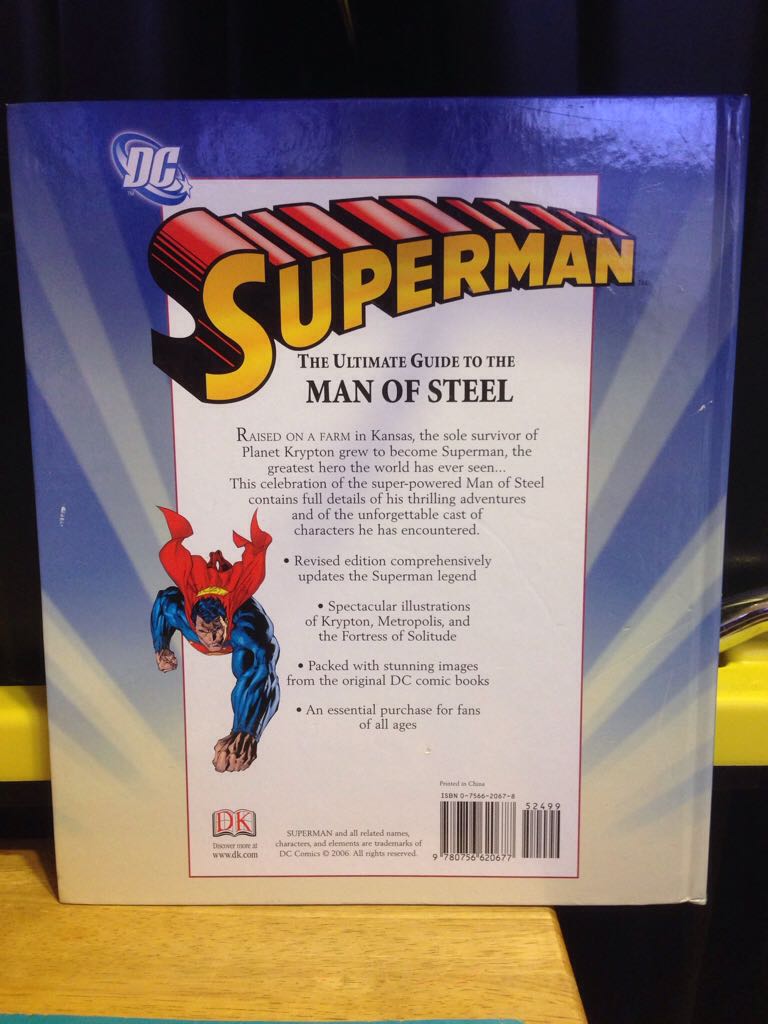 DC
TM
SUPERMAN
THE ULTIMATE GUIDE TO THE
MAN OF STEEL
RAISED ON A FARM in Kansas, the sole survivor of
Planet Krypton grew to become Superman, the
greatest hero the world has ever seen...
This celebration of the super-powered Man of Steel
contains full details of his thrilling adventures
and of the unforgettable cast of
characters he has encountered.
• Revised edition comprehensively
updates the Superman legend
• Spectacular illustrations
of Krypton, Metropolis, and
the Fortress of Solitude
• Packed with stunning images
from the original DC comic books
• An essential purchase for fans
of all ages
DK
Discover more at
www.dk.com
SUPERMAN and all related names,
characters, and elements are trademarks of
DC Comics © 2006. All rights reserved.
Printed in China
ISBN 0-7566-2067-8
52499
9 780756 620677